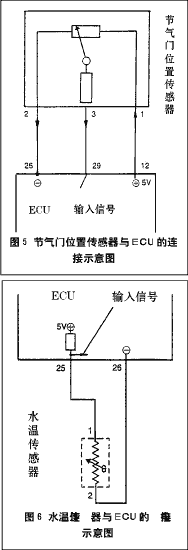 节气门位置传感器
2
3
1
26
29
12
5V
ECU
输入信号
图5 节气门位置传感器与ECU的连
接示意图
ECU
输入信号
5V
25
26
水温传感器
1
2
图6 水温 器与ECU的
示意图